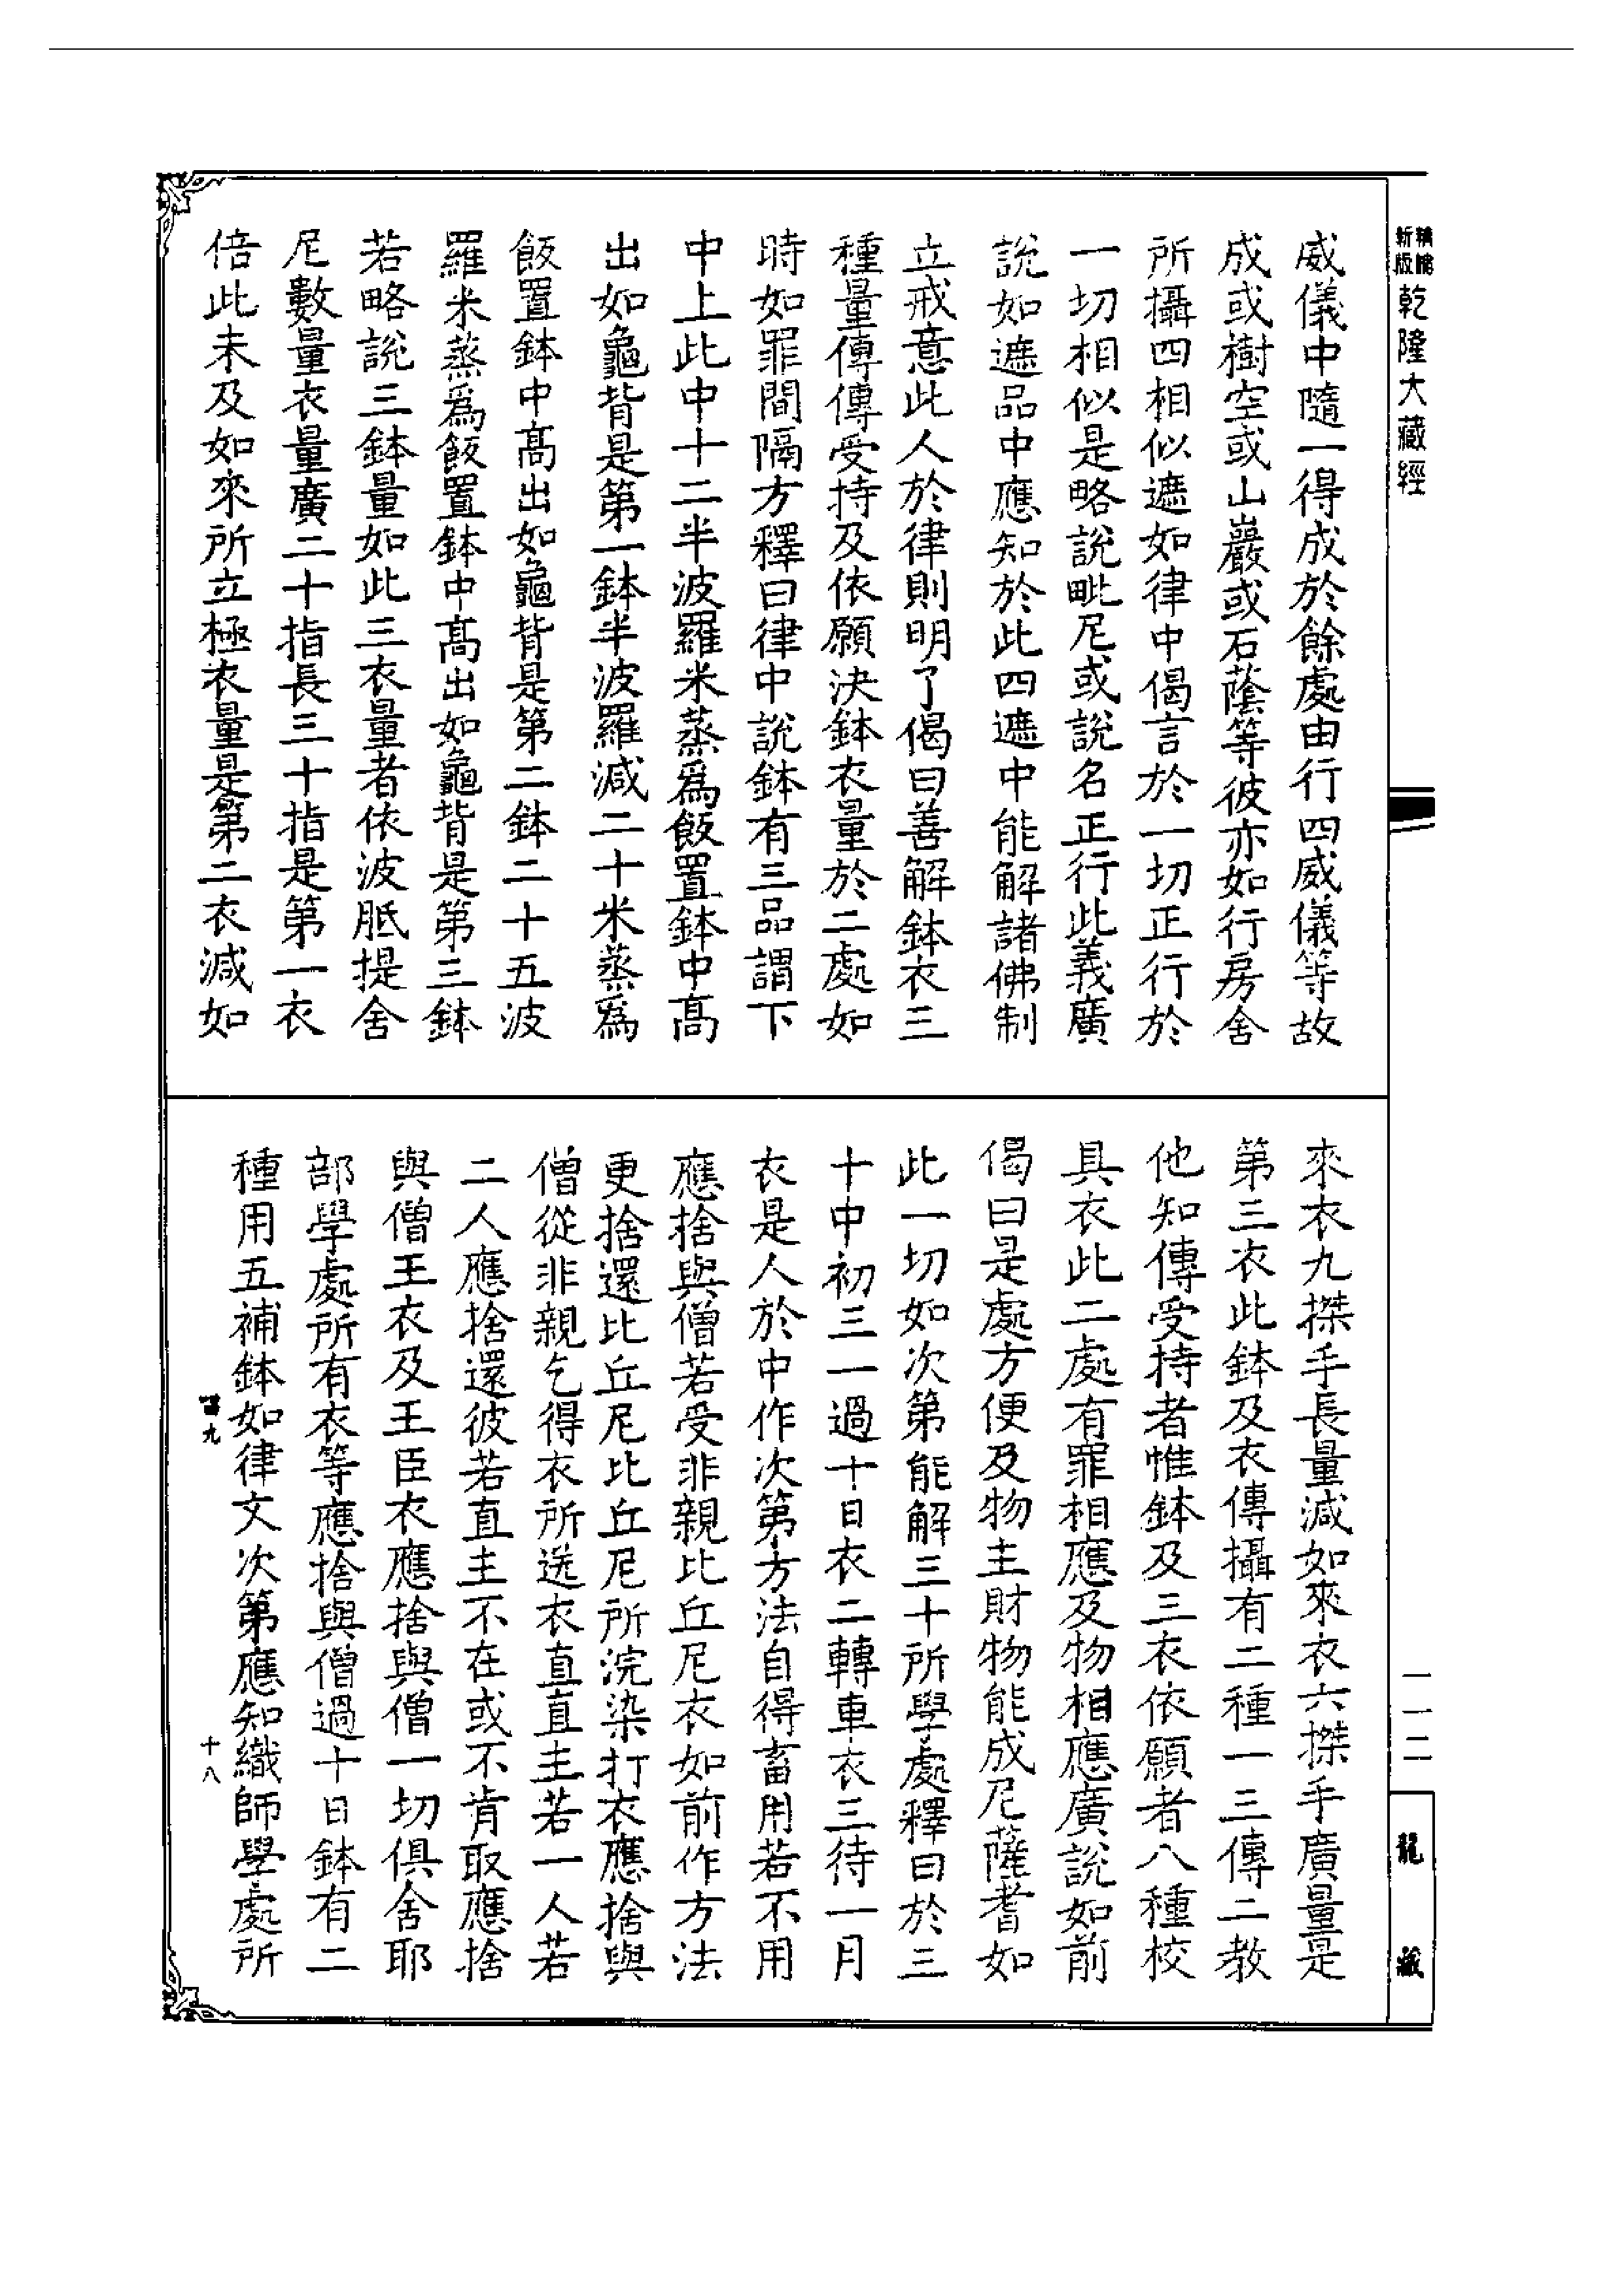 新版
精縮
乾隆大藏經
威儀中隨一得成於餘處由行四威儀等故
成或樹空或山巖或石蔭等彼亦如行房舍
所攝四相似遮如律中偈言於一切正行於
一切相似是略說毗尼或說名正行此義廣
說如遮品中應知於此四遮中能解諸佛制
立戒意此人於律則明了偈曰善解鉢衣三
種量傳傳受持及依願決鉢衣量於二處如
時如罪間隔方釋曰律中說鉢有三品謂下
中上此中十二半波羅米蒸爲飯置鉢中高
出如龜背是第一鉢半波羅減二十米蒸爲
飯置鉢中高出如龜背是第二鉢二十五波
羅米蒸爲飯置鉢中高出如龜背是第三鉢
若略說三鉢量如此三衣量者依波胝提舍
尼數量衣量廣二十指長三十指是第一衣
倍此未及如來所立極衣量是第二衣減如
來衣九搩手長量減如來衣六搩手廣量是
第三衣此鉢及衣傳攝有二種一三傳二教
他知傳受持者惟鉢及三衣依願者八種校
具衣此二處有罪相應及物相應廣說如前
偈曰是處方便及物主財物能成尼薩耆如
此一切如次第能解三十所學處釋曰於三
十中初三一過十日衣二轉車衣三待一月
衣是人於中作次第方法自得畜用若不用
應捨與僧若受非親比丘尼衣如前作方法
更捨還比丘尼比丘尼所浣染打衣應捨與
僧從非親乞得衣所送衣直直主若一人若
二人應捨還彼若直主不在或不肯取應捨
與僧王衣及王臣衣應捨與僧一切俱舍耶
部學處所有衣等應捨與僧過十日鉢有二
種用五補鉢如律文次第應知織師學處所
九
十八
一一二
龍藏